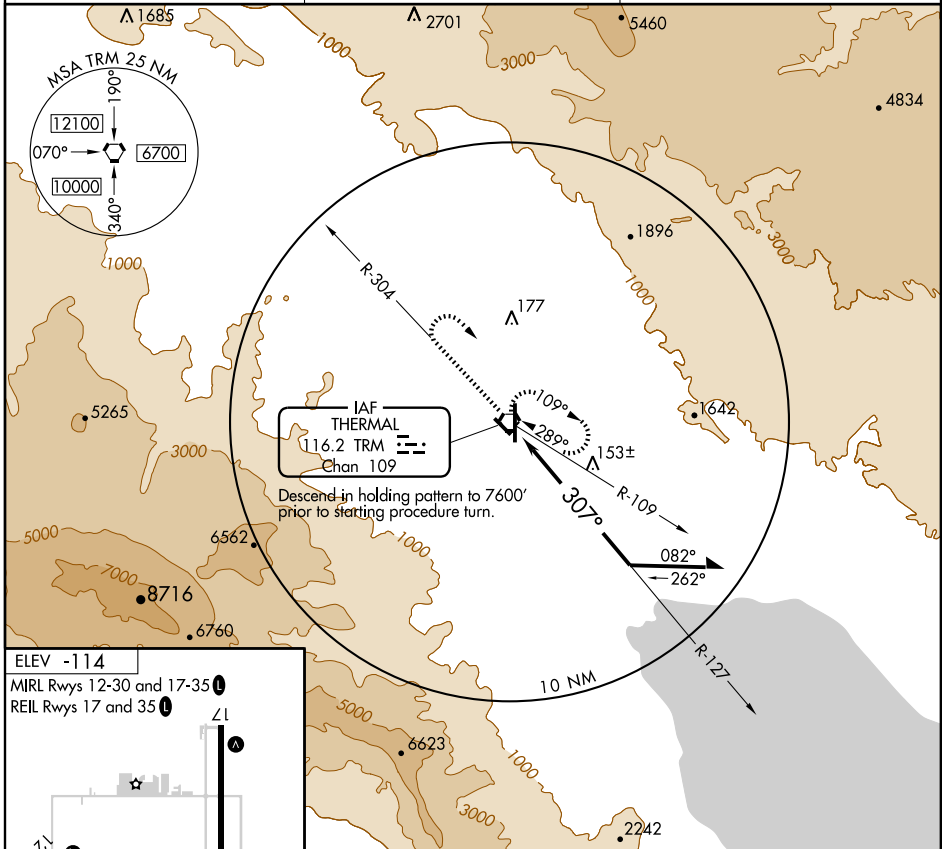 1685
2701
5460
1000
3000
4834
MSA TRM 25 NM
190°
12100
070°
6700
10000
340°
1896
3000
1000
1000
R-304
177
5265
IAF
THERMAL
116.2 TRM
Chan 109
109°
289°
1642
153±
3000
Descend in holding pattern to 7600'
prior to starting procedure turn.
307°
R-109
5000
6562
1000
082°
262°
7000
8716
6760
R-127
10 NM
ELEV -114
MIRL Rwys 12-30 and 17-35 L
REIL Rwys 17 and 35 L
17
V
5000
6623
1000
3000
12
2242